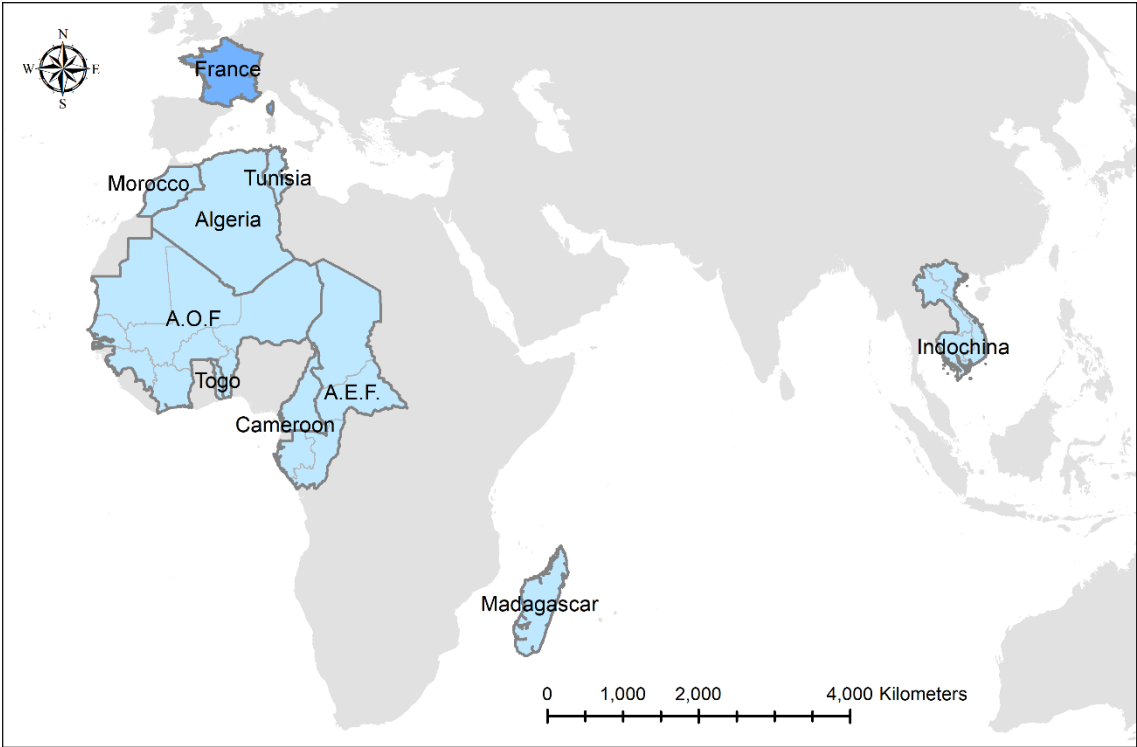 N
W E
S
France
Morocco
Tunisia
Algeria
A.O.F
Togo
A.E.F.
Cameroon
Indochina
Madagascar
0 1,000 2,000 4,000 Kilometers